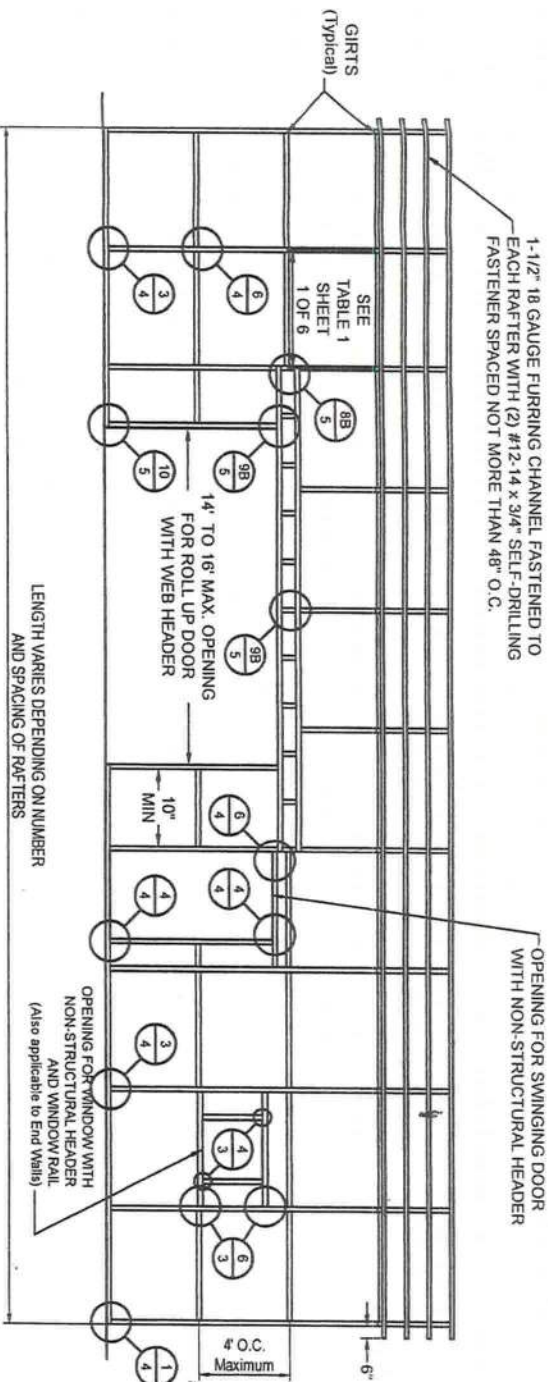 1-1/2" 18 GAUGE FURRING CHANNEL FASTENED TO
EACH RAFTER WITH (2) #12-14 x 3/4" SELF-DRILLING
FASTENER SPACED NOT MORE THAN 48" O.C.
OPENING FOR SWINGING DOOR
WITH NON-STRUCTURAL HEADER
GIRTS
(Typical)
6"
SEE
TABLE 1
SHEET
1 OF 6
4' O.C.
Maximum
8B
5
9B
5
9B
5
6
4
6
4
4
4
4
3
6
3
14' TO 16' MAX. OPENING
FOR ROLL UP DOOR
WITH WEB HEADER
10"
MIN
3
4
10
5
4
4
3
4
1
4
OPENING FOR WINDOW WITH
NON-STRUCTURAL HEADER
AND WINDOW RAIL
(Also applicable to End Walls)
LENGTH VARIES DEPENDING ON NUMBER
AND SPACING OF RAFTERS